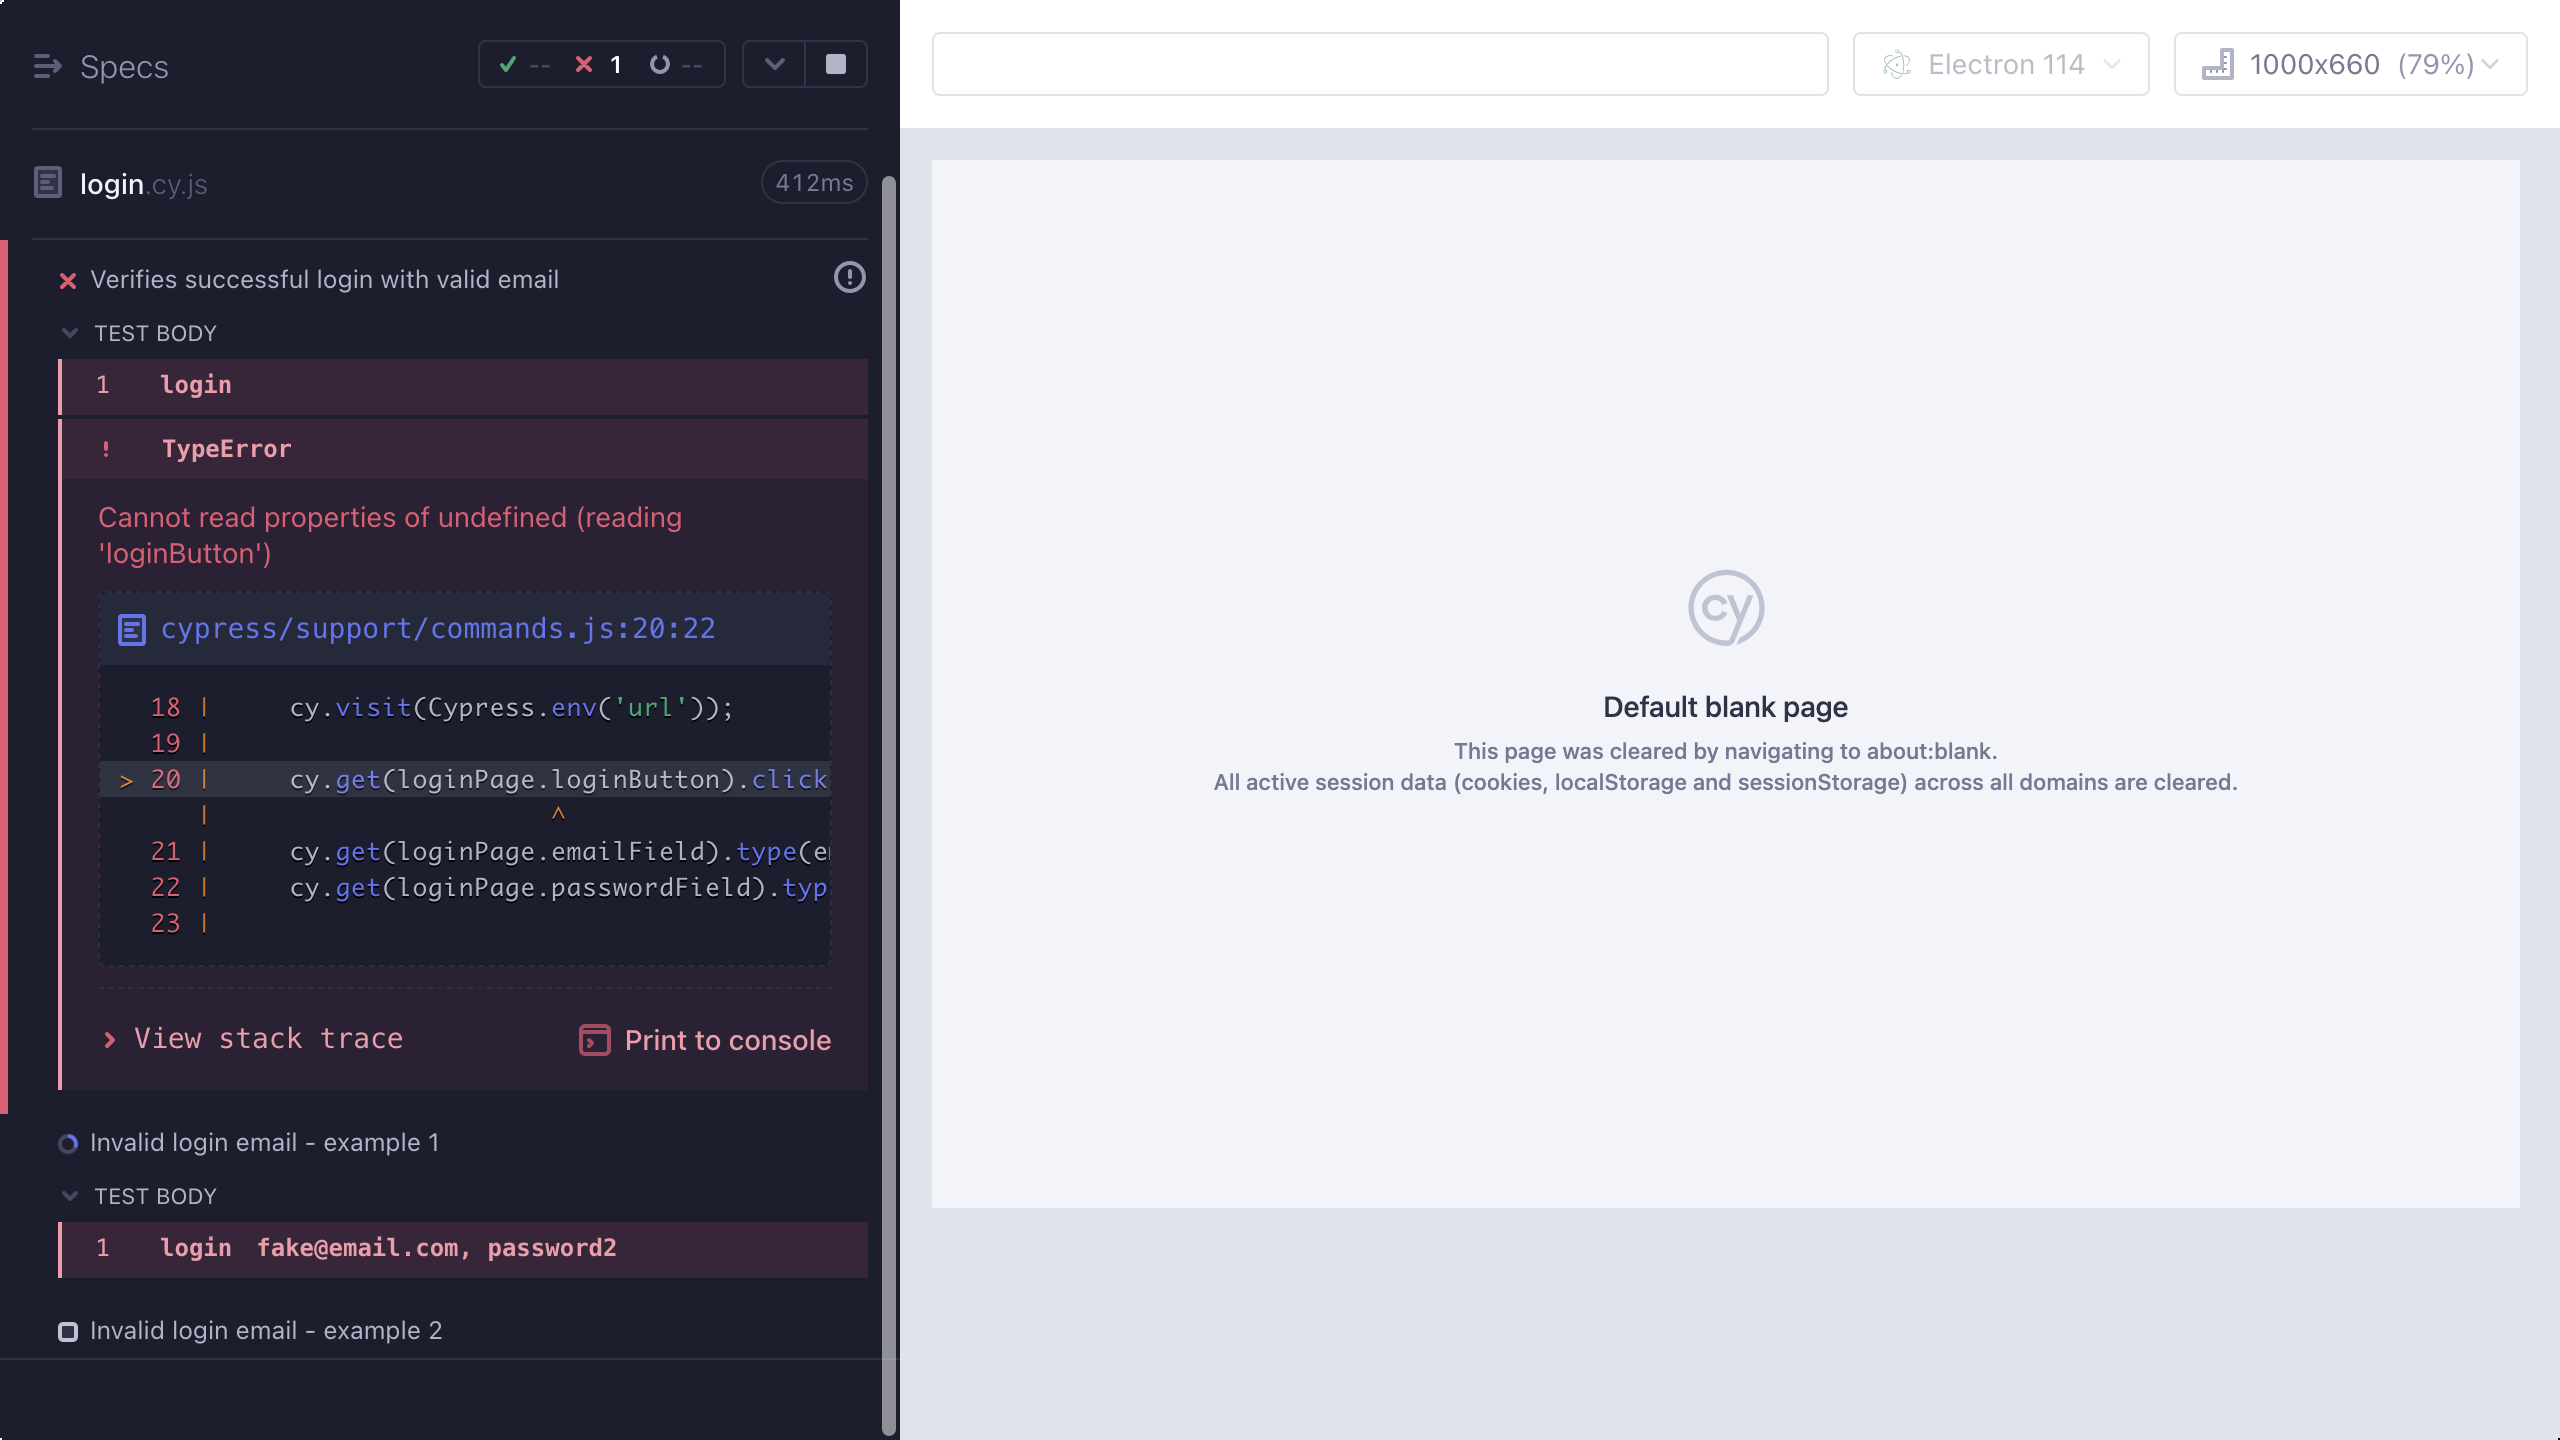 Specs
-- 1 --
login.cy.js
412ms
Verifies successful login with valid email
TEST BODY
1 login
! TypeError
Cannot read properties of undefined (reading
'loginButton')
cypress/support/commands.js:20:22
18 | cy.visit(Cypress.env('url'));
19 |
> 20 | cy.get(loginPage.loginButton).click
| ^
21 | cy.get(loginPage.emailField).type(em
22 | cy.get(loginPage.passwordField).typ
23 |
> View stack trace
Print to console
Invalid login email - example 1
TEST BODY
1 login fake@email.com, password2
Invalid login email - example 2
Electron 114
1000x660 (79%)
cy
Default blank page
This page was cleared by navigating to about:blank.
All active session data (cookies, localStorage and sessionStorage) across all domains are cleared.